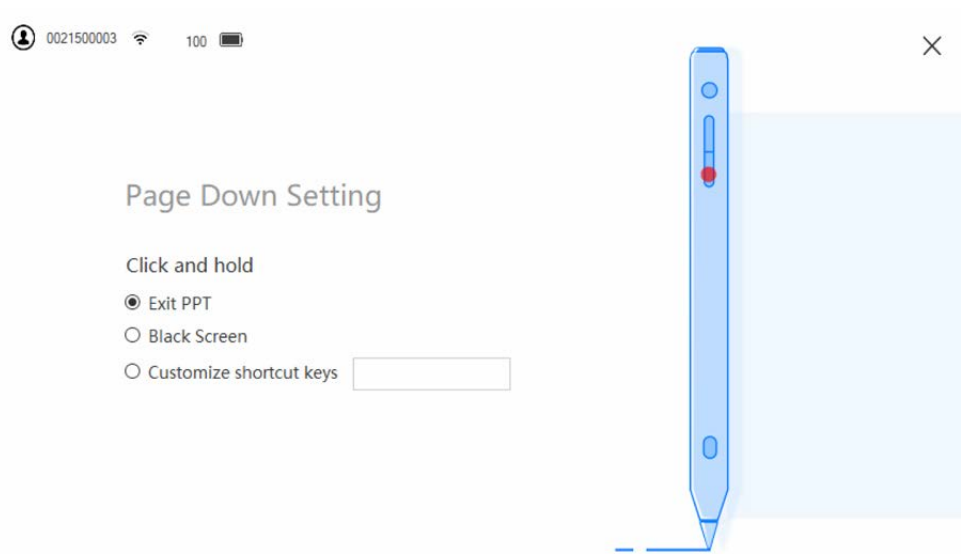 0021500003 100
Page Down Setting
Click and hold
Exit PPT
Black Screen
Customize shortcut keys